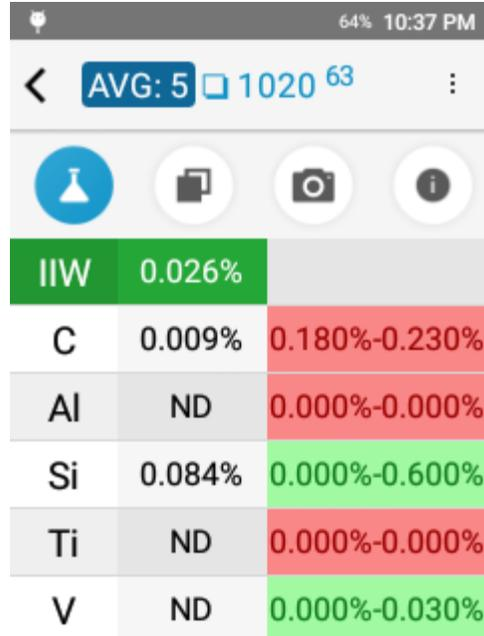 64% 10:37 PM
AVG: 5 1020 63
IIW 0.026%
C 0.009% 0.180%-0.230%
Al ND 0.000%-0.000%
Si 0.084% 0.000%-0.600%
Ti ND 0.000%-0.000%
V ND 0.000%-0.030%